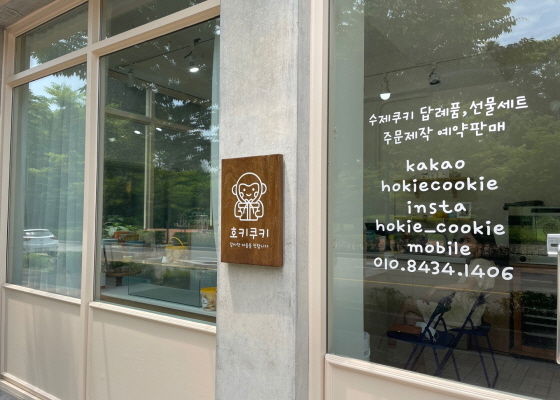 호키쿠키
수제쿠키 답례품, 선물세트
주문제작 예약판매
kakao
hokiecookie
insta
hokie_cookie
mobile
010.8434.1406